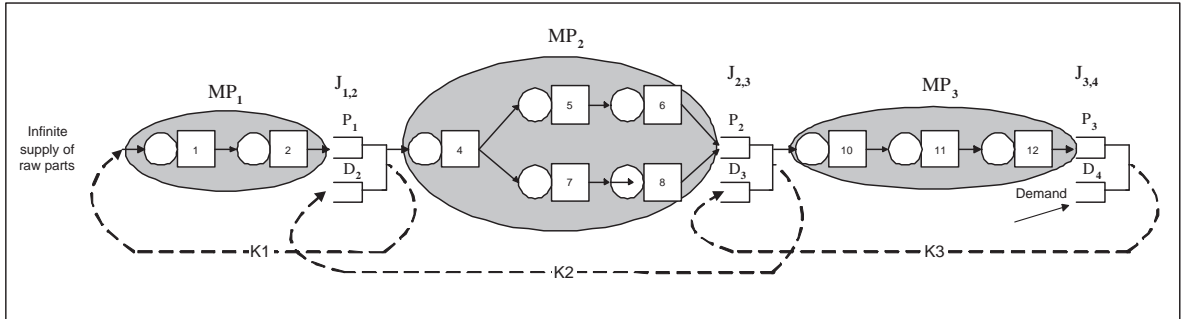 MP2
MP1
J1,2
J2,3
MP3
J3,4
Infinite
supply of
raw parts
P1
D2
P2
D3
P3
D4
Demand
1
2
4
5
6
7
8
10
11
12
K1
K2
K3